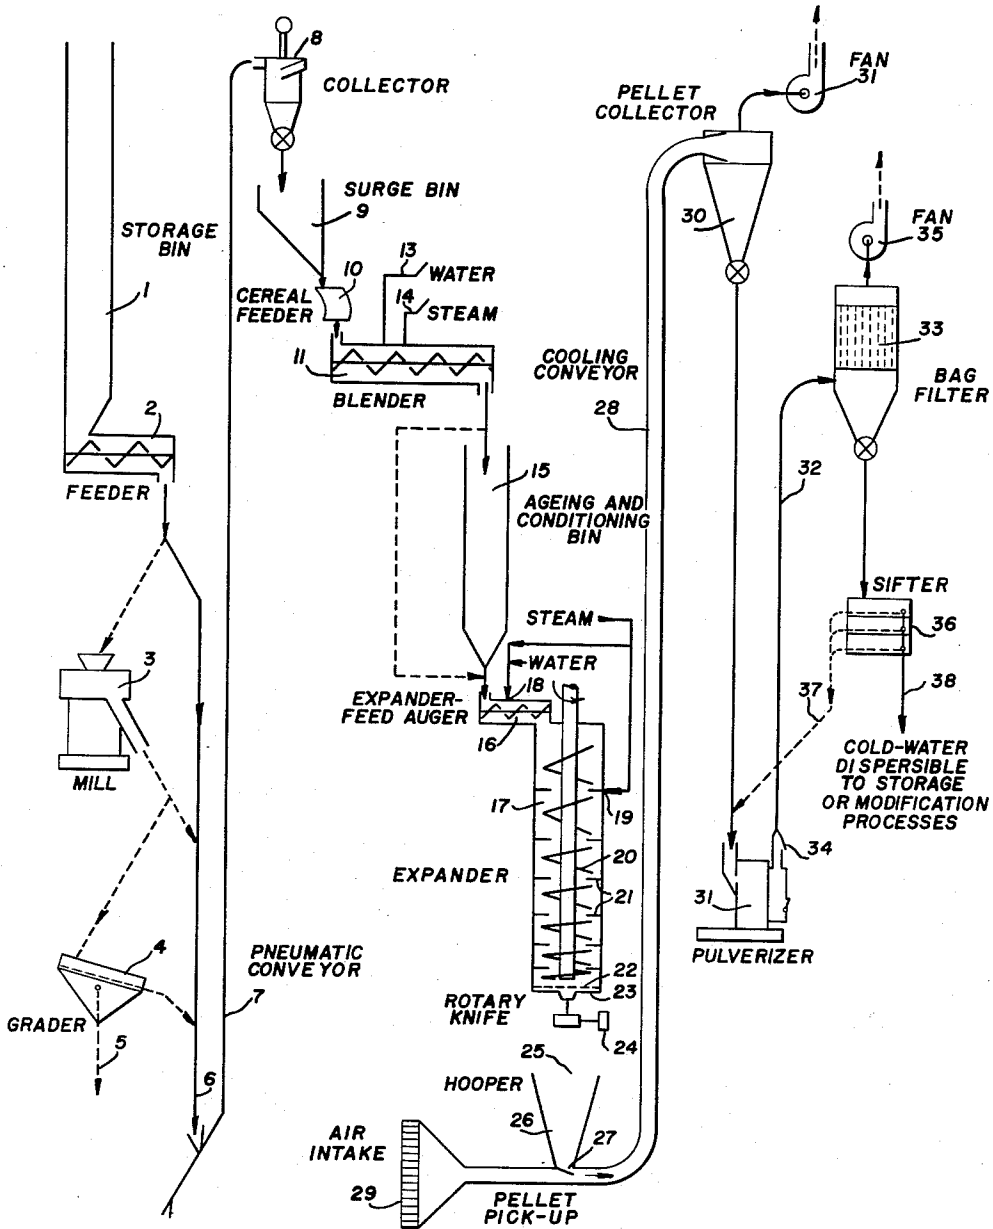 8
COLLECTOR
FAN
31
PELLET
COLLECTOR
SURGE BIN
9
STORAGE
BIN
1
30
FAN
35
13
WATER
10
CEREAL
FEEDER
14
STEAM
11
BLENDER
COOLING
CONVEYOR
28
33
BAG
FILTER
2
FEEDER
15
AGEING AND
CONDITIONING
BIN
32
SIFTER
36
STEAM
WATER
18
EXPANDER-
FEED AUGER
16
3
MILL
37
38
COLD-WATER
DISPERSIBLE
TO STORAGE
OR MODIFICATION
PROCESSES
17
19
20
EXPANDER
21
34
31
PULVERIZER
4
GRADER
5
PNEUMATIC
CONVEYOR
7
6
22
23
ROTARY
KNIFE
24
25
HOOPER
26
27
AIR
INTAKE
29
PELLET
PICK-UP